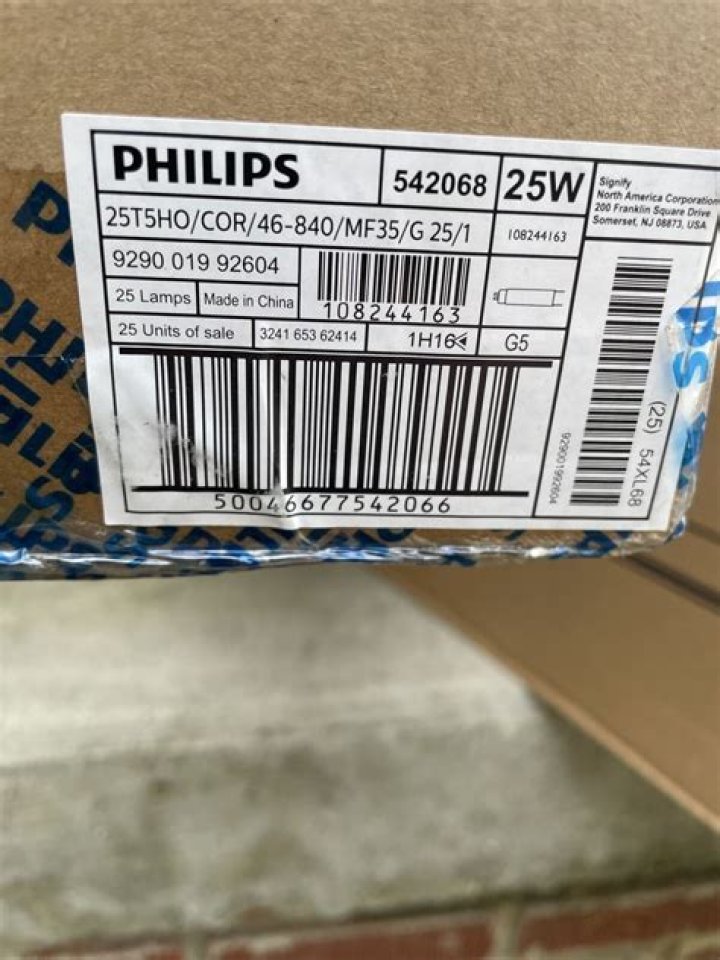 PHILIPS
542068
25W
Signify
North America Corporation
200 Franklin Square Drive
Somerset, NJ 08873, USA
25T5HO/COR/46-840/MF35/G 25/1
108244163
9290 019 92604
108244163
25 Lamps
Made in China
25 Units of sale
3241 653 62414
1H16
G5
50046677542066
929001992604
(25) 54XL68